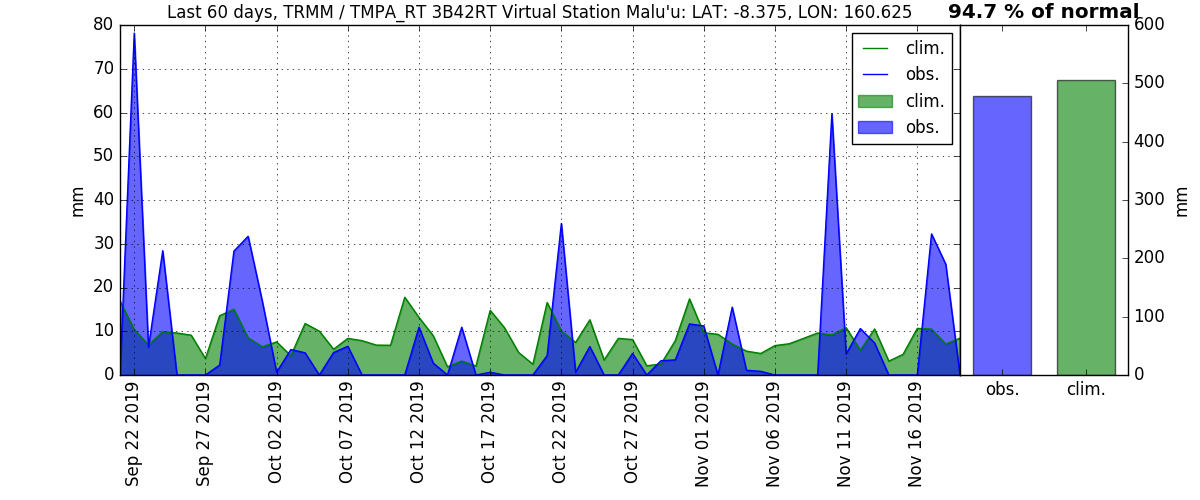 Last 60 days, TRMM / TMPA_RT 3B42RT Virtual Station Malu'u: LAT: -8.375, LON: 160.625
94.7 % of normal
80
70
60
50
40
30
20
10
0
mm
clim.
obs.
clim.
obs.
600
500
400
300
200
100
0
mm
obs.
clim.
Sep 22 2019
Sep 27 2019
Oct 02 2019
Oct 07 2019
Oct 12 2019
Oct 17 2019
Oct 22 2019
Oct 27 2019
Nov 01 2019
Nov 06 2019
Nov 11 2019
Nov 16 2019